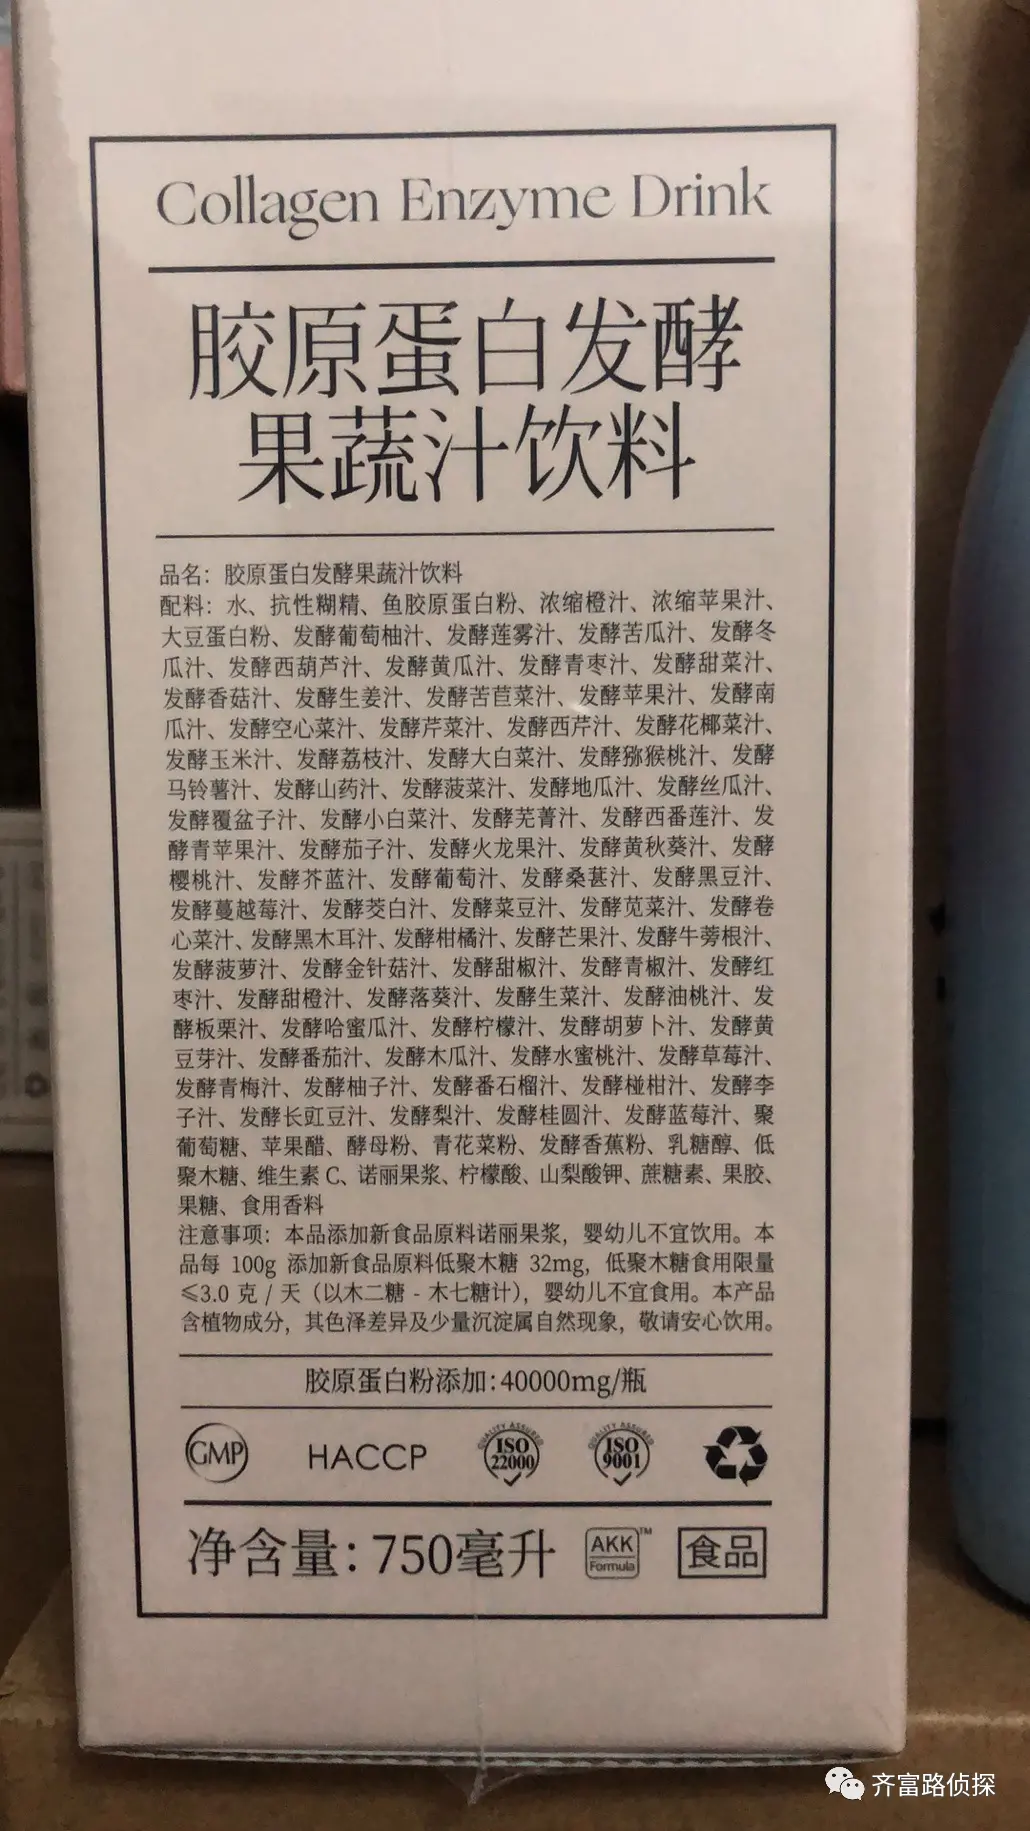 Collagen Enzyme Drink
胶原蛋白发酵
果蔬汁饮料
品名：胶原蛋白发酵果蔬汁饮料
配料：水、抗性糊精、鱼胶原蛋白粉、浓缩橙汁、浓缩苹果汁、
大豆蛋白粉、发酵葡萄柚汁、发酵莲雾汁、发酵苦瓜汁、发酵冬
瓜汁、发酵西葫芦汁、发酵黄瓜汁、发酵青枣汁、发酵甜菜汁、
发酵香菇汁、发酵生姜汁、发酵苦苣菜汁、发酵苹果汁、发酵南
瓜汁、发酵空心菜汁、发酵芹菜汁、发酵西芹汁、发酵花椰菜汁、
发酵玉米汁、发酵荔枝汁、发酵大白菜汁、发酵猕猴桃汁、发酵
马铃薯汁、发酵山药汁、发酵菠菜汁、发酵地瓜汁、发酵丝瓜汁、
发酵覆盆子汁、发酵小白菜汁、发酵芜菁汁、发酵西番莲汁、发
酵青苹果汁、发酵茄子汁、发酵火龙果汁、发酵黄秋葵汁、发酵
樱桃汁、发酵芥蓝汁、发酵葡萄汁、发酵桑葚汁、发酵黑豆汁、
发酵蔓越莓汁、发酵茭白汁、发酵菜豆汁、发酵苋菜汁、发酵卷
心菜汁、发酵黑木耳汁、发酵柑橘汁、发酵芒果汁、发酵牛蒡根汁、
发酵菠萝汁、发酵金针菇汁、发酵甜椒汁、发酵青椒汁、发酵红
枣汁、发酵甜橙汁、发酵落葵汁、发酵生菜汁、发酵油桃汁、发
酵板栗汁、发酵哈蜜瓜汁、发酵柠檬汁、发酵胡萝卜汁、发酵黄
豆芽汁、发酵番茄汁、发酵木瓜汁、发酵水蜜桃汁、发酵草莓汁、
发酵青梅汁、发酵柚子汁、发酵番石榴汁、发酵椪柑汁、发酵李
子汁、发酵长豇豆汁、发酵梨汁、发酵桂圆汁、发酵蓝莓汁、聚
葡萄糖、苹果醋、酵母粉、青花菜粉、发酵香蕉粉、乳糖醇、低
聚木糖、维生素 C、诺丽果浆、柠檬酸、山梨酸钾、蔗糖素、果胶、
果糖、食用香料
注意事项：本品添加新食品原料诺丽果浆，婴幼儿不宜饮用。本
品每 100g 添加新食品原料低聚木糖 32mg，低聚木糖食用限量
≤3.0 克 / 天（以木二糖 - 木七糖计），婴幼儿不宜食用。本产品
含植物成分，其色泽差异及少量沉淀属自然现象，敬请安心饮用。
胶原蛋白粉添加：40000mg/瓶
GMP HACCP QUALITY ASSURED ISO 22000 QUALITY ASSURED ISO 9001
净含量：750毫升 AKK Formula™ 食品
齐富路侦探